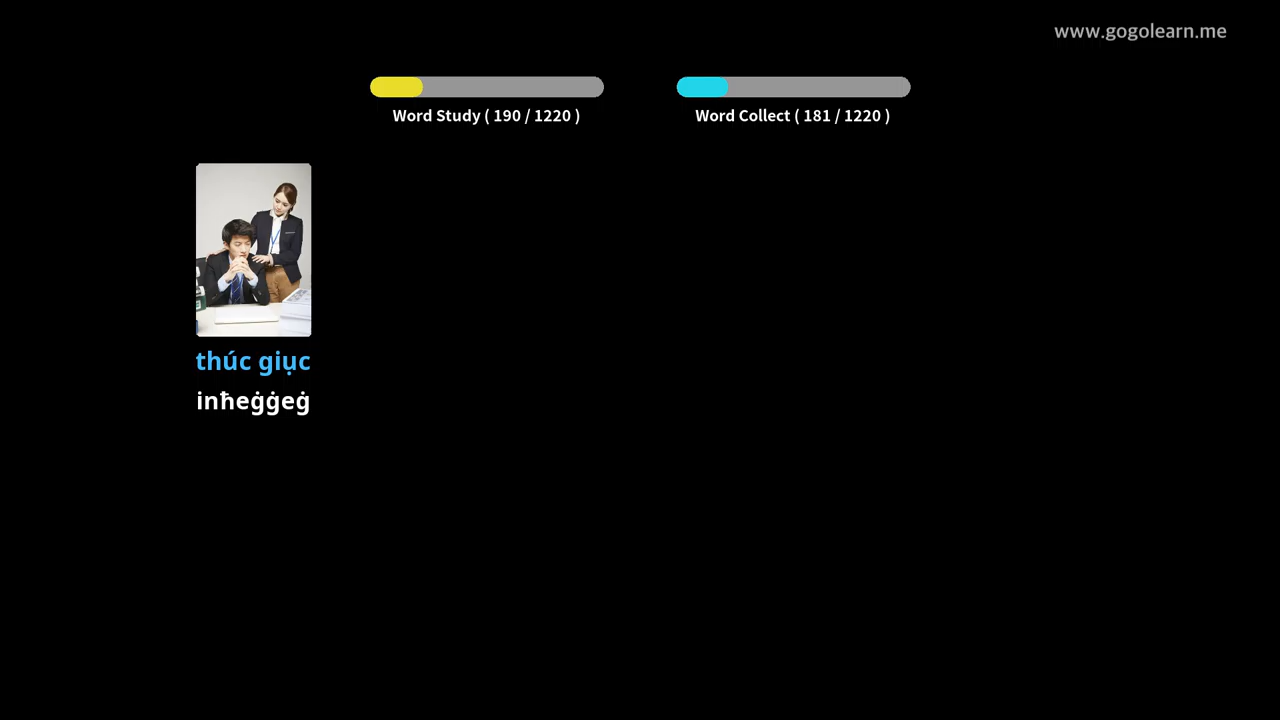 www.gogolearn.me
Word Study ( 190 / 1220 )
Word Collect ( 181 / 1220 )
thúc giục
inħeġġeġ